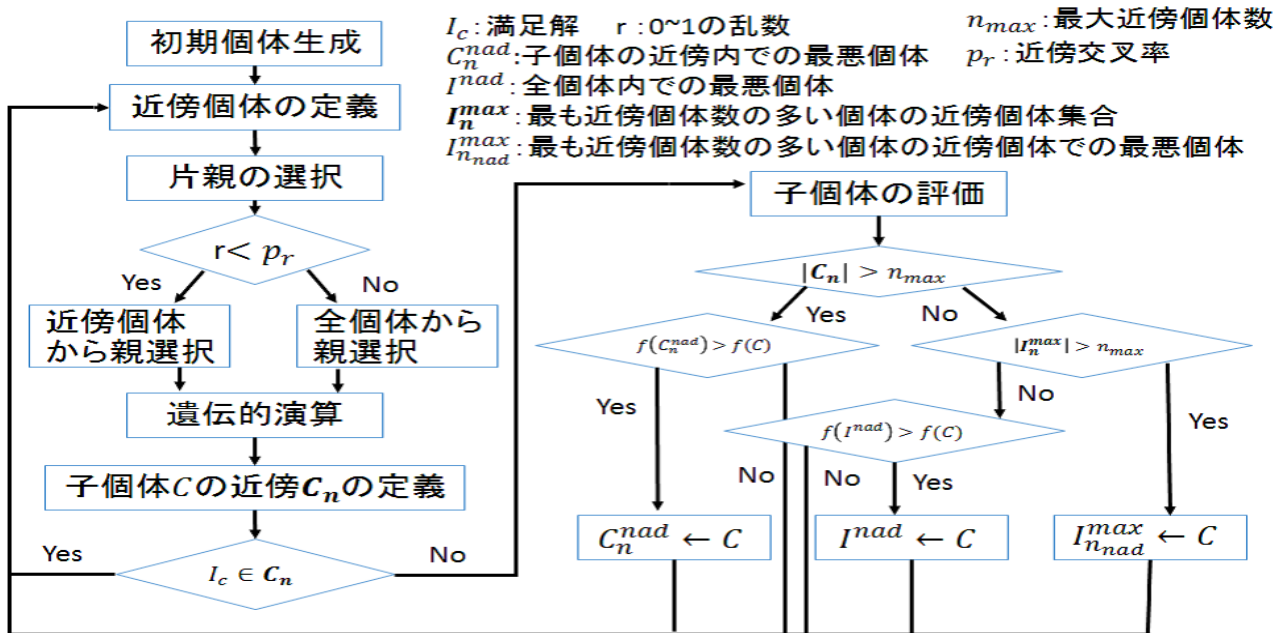 初期個体生成
近傍個体の定義
片親の選択
r< p_r
Yes
No
近傍個体
から親選択
全個体から
親選択
遺伝的演算
子個体Cの近傍C_nの定義
Yes
No
I_c ∈ C_n
I_c:満足解 r:0~1の乱数
n_max:最大近傍個体数
C_n^nad:子個体の近傍内での最悪個体
p_r:近傍交叉率
I^nad:全個体内での最悪個体
I_n^max:最も近傍個体数の多い個体の近傍個体集合
I_{n_nad}^max:最も近傍個体数の多い個体の近傍個体での最悪個体
子個体の評価
|C_n| > n_max
Yes
No
f(C_n^nad) > f(C)
|I_n^max| > n_max
Yes
No
Yes
f(I^nad) > f(C)
No
No
Yes
C_n^nad ← C
I^nad ← C
I_{n_nad}^max ← C